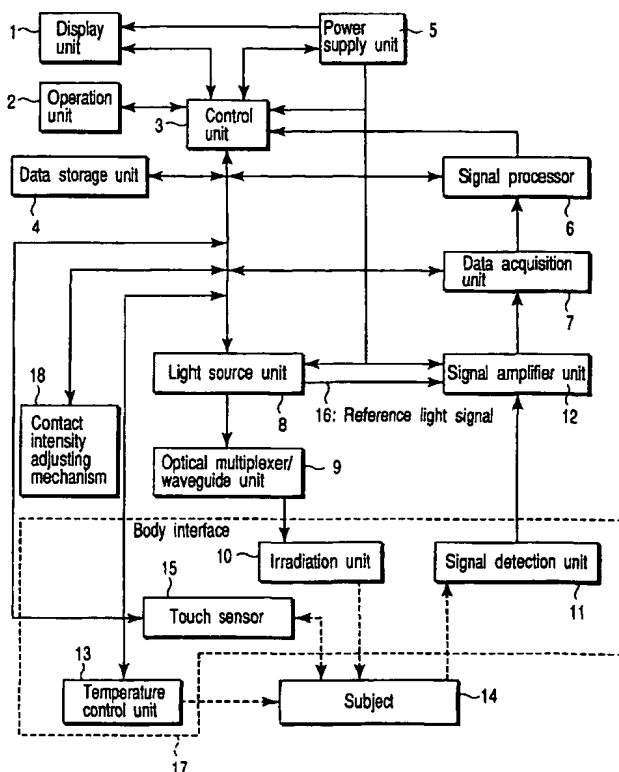 1
Display
unit
Power
supply unit
5
2
Operation
unit
3
Control
unit
Data storage unit
4
Signal processor
6
Data acquisition
unit
7
Light source unit
8
Signal amplifier unit
12
16: Reference light signal
18
Contact
intensity
adjusting
mechanism
Optical multiplexer/
waveguide unit
9
Body interface
10
Irradiation unit
Signal detection unit
11
15
Touch sensor
13
Temperature
control unit
Subject
14
17